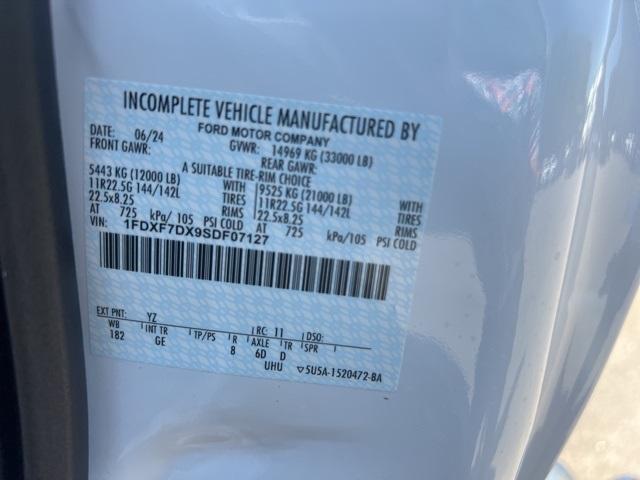 INCOMPLETE VEHICLE MANUFACTURED BY
FORD MOTOR COMPANY
DATE: 06/24 GVWR: 14969 KG (33000 LB)
FRONT GAWR: REAR GAWR:
A SUITABLE TIRE-RIM CHOICE
5443 KG (12000 LB) WITH 9525 KG (21000 LB) WITH
11R22.5G 144/142L TIRES 11R22.5G 144/142L TIRES
22.5x8.25 RIMS 22.5x8.25 RIMS
AT 725 kPa/ 105 PSI COLD AT 725 kPa/105 PSI COLD
VIN: 1FDXF7DX9SDF07127
EXT PNT: YZ RC: 11 DSO:
WB INT TR TP/PS R AXLE TR SPR
182 GE 8 6D D
UHU 5U5A-1520472-BA